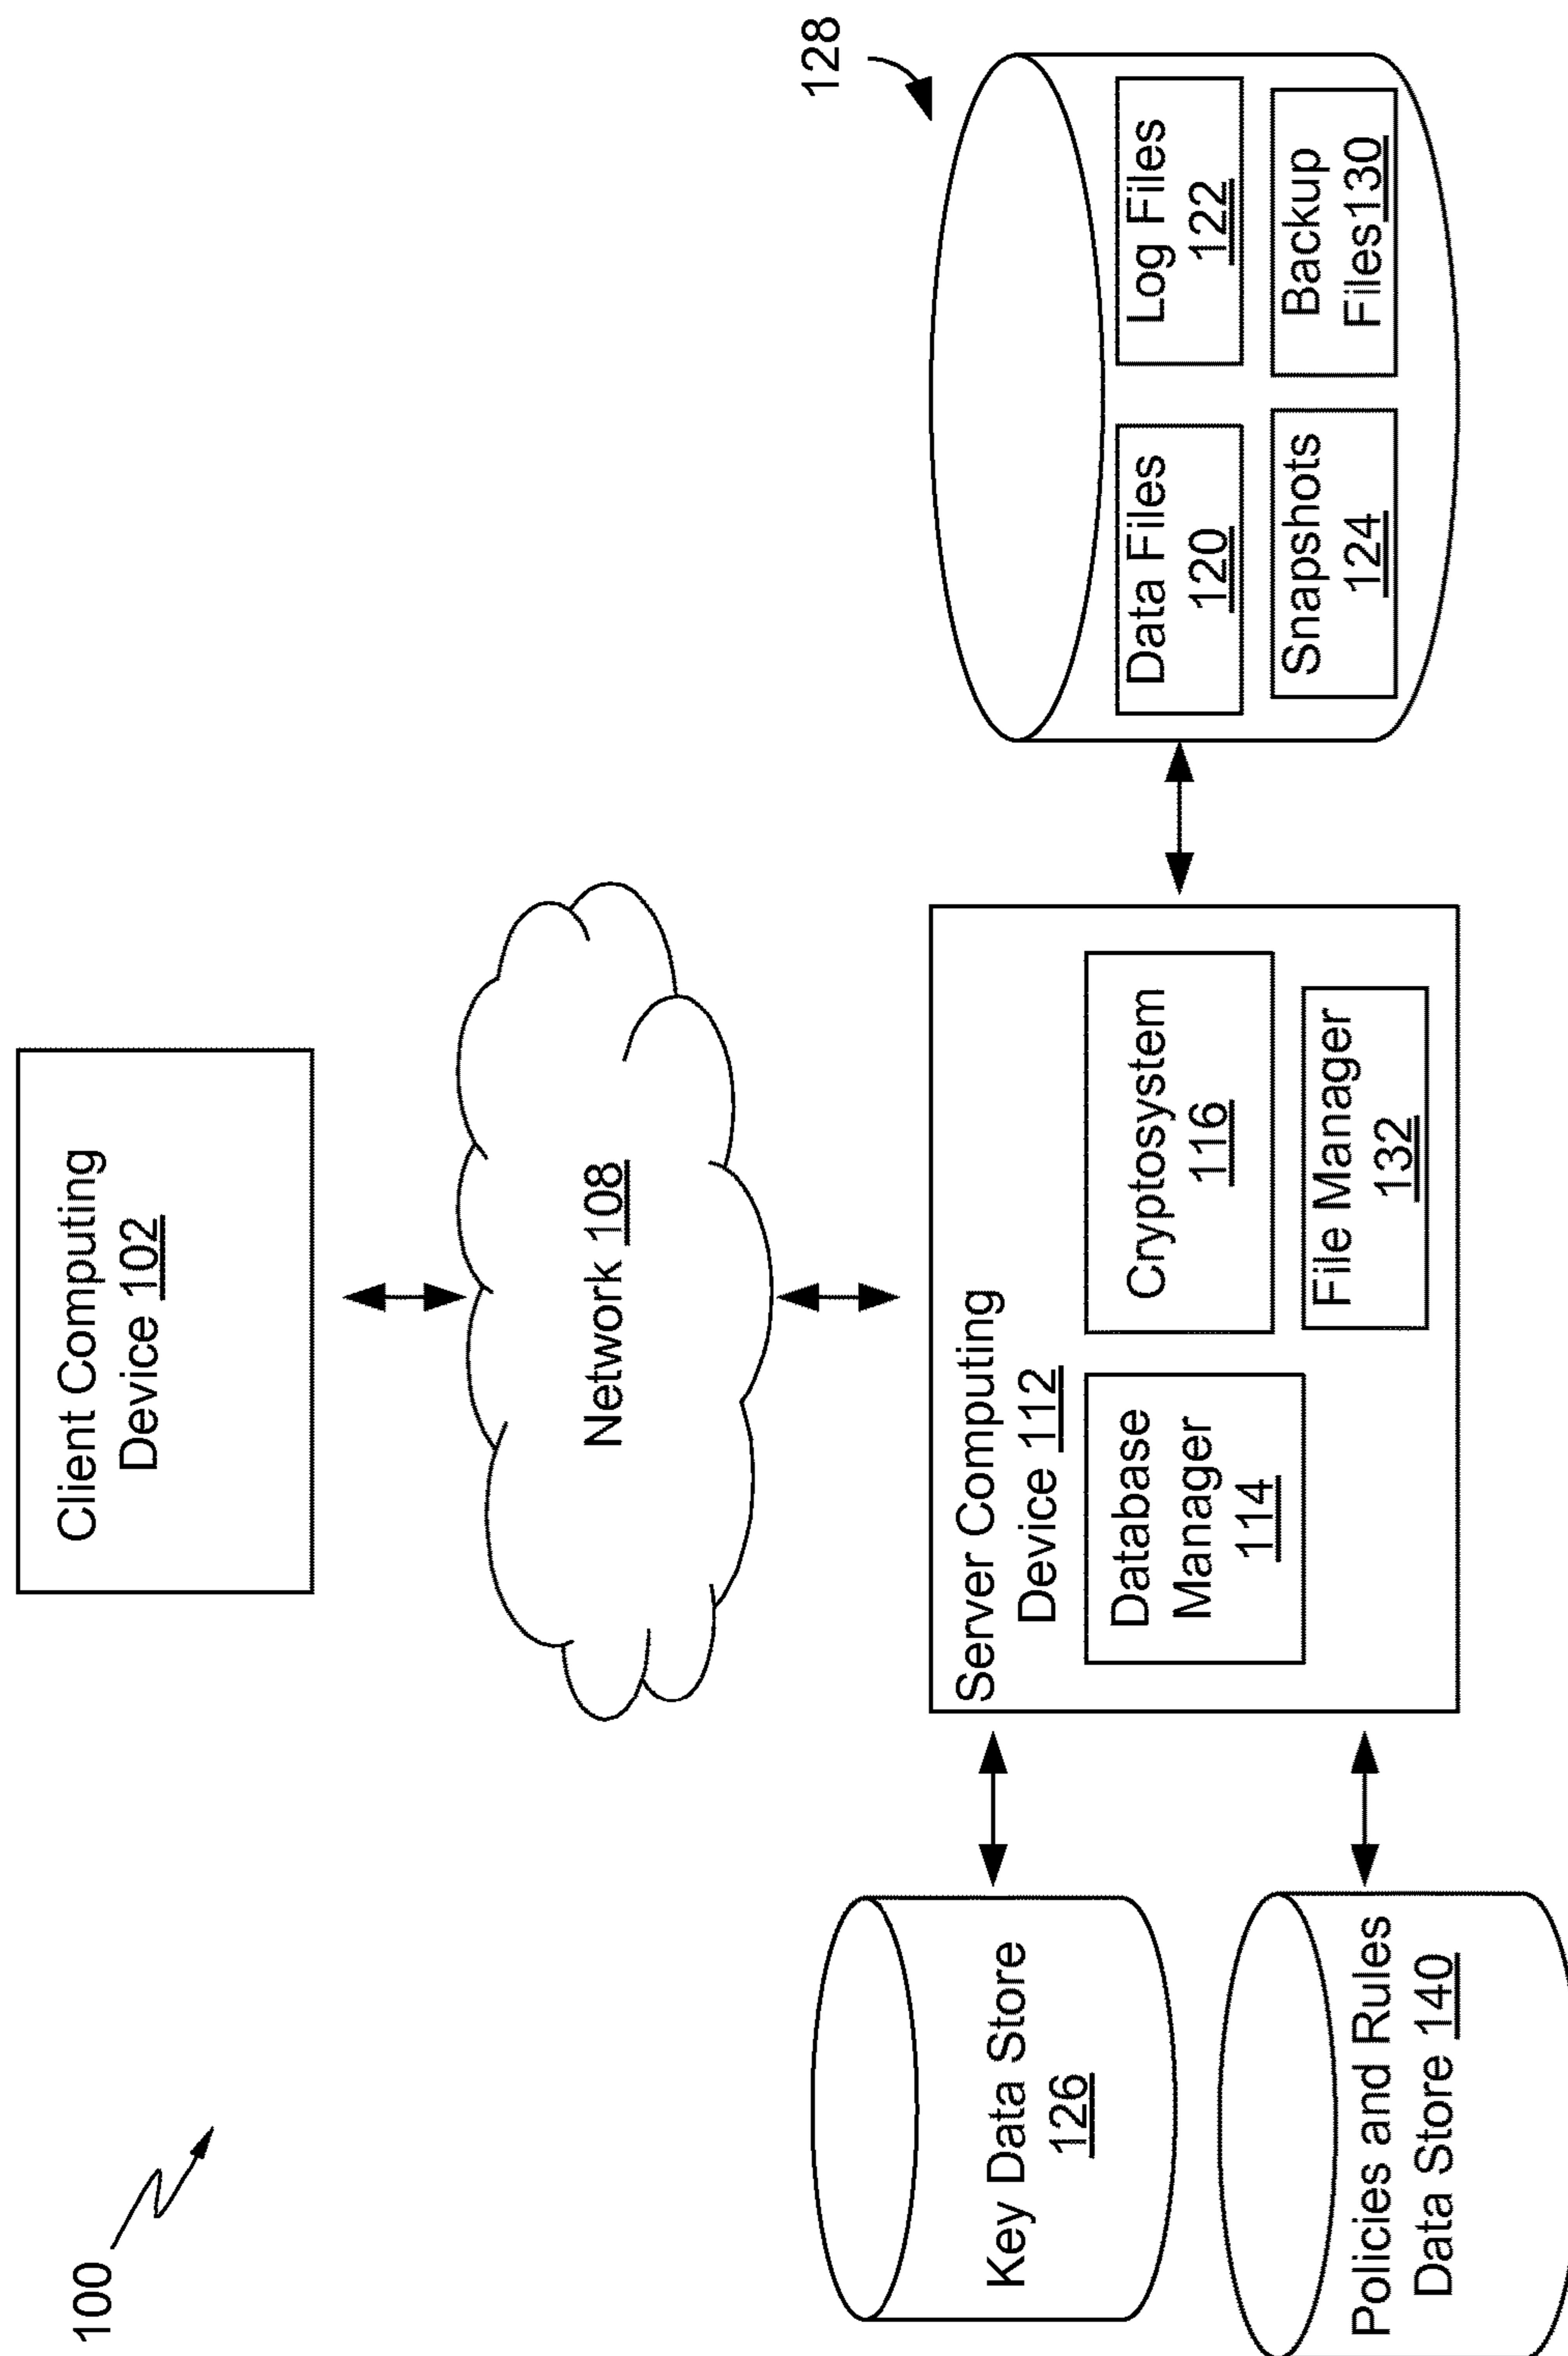 100
Client Computing
Device 102
Network 108
Server Computing
Device 112
Database
Manager
114
Cryptosystem
116
File Manager
132
Key Data Store
126
Policies and Rules
Data Store 140
128
Data Files
120
Log Files
122
Snapshots
124
Backup
Files130